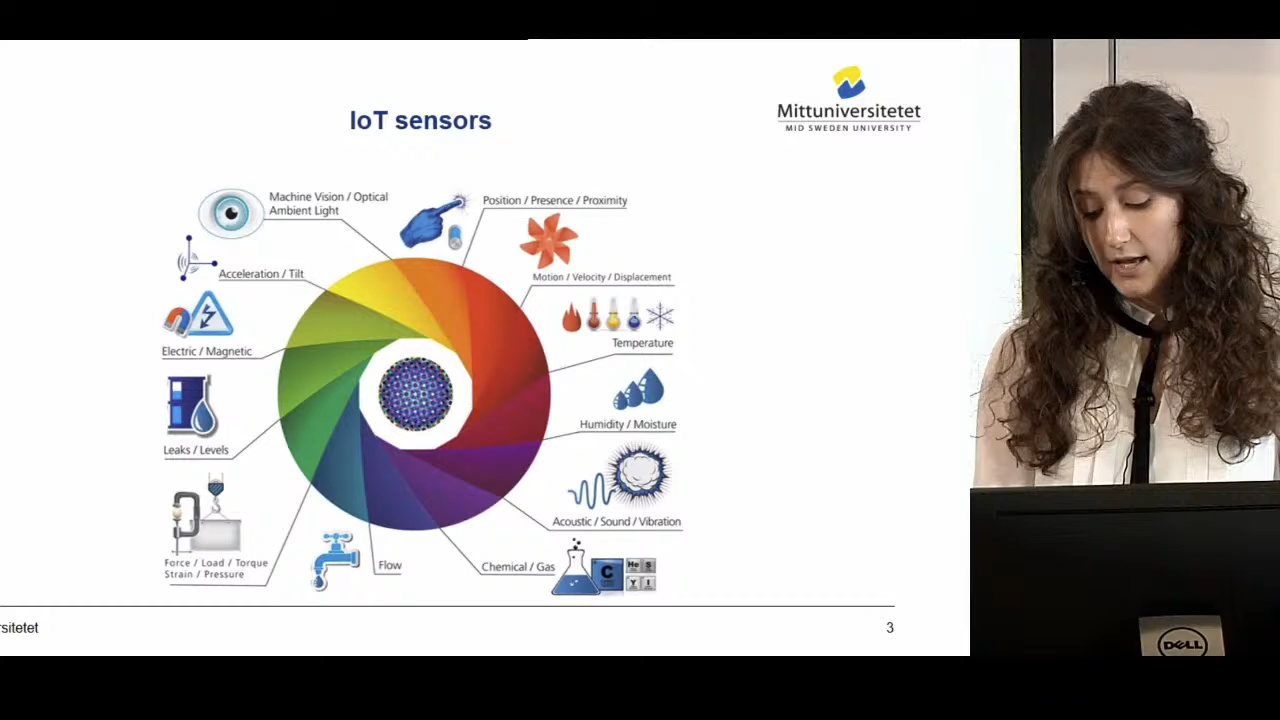 IoT sensors
Mittuniversitetet
MID SWEDEN UNIVERSITY
Machine Vision / Optical
Ambient Light
Position / Presence / Proximity
Acceleration / Tilt
Motion / Velocity / Displacement
Electric / Magnetic
Temperature
Humidity / Moisture
Leaks / Levels
Acoustic / Sound / Vibration
Force / Load / Torque
Strain / Pressure
Flow
Chemical / Gas
C
He S
Y I
sitetet
3
DELL